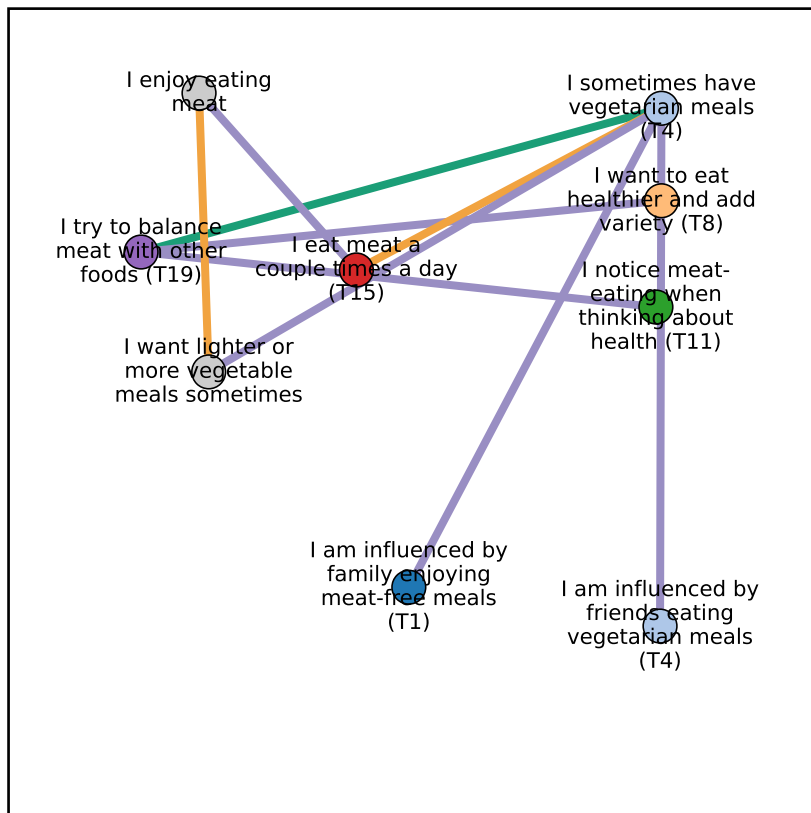 I enjoy eating
meat
I sometimes have
vegetarian meals
(T4)
I want to eat
healthier and add
variety (T8)
I try to balance
meat with other
foods (T19)
I eat meat a
couple times a day
(T15)
I notice meat-
eating when
thinking about
health (T11)
I want lighter or
more vegetable
meals sometimes
I am influenced by
family enjoying
meat-free meals
(T1)
I am influenced by
friends eating
vegetarian meals
(T4)